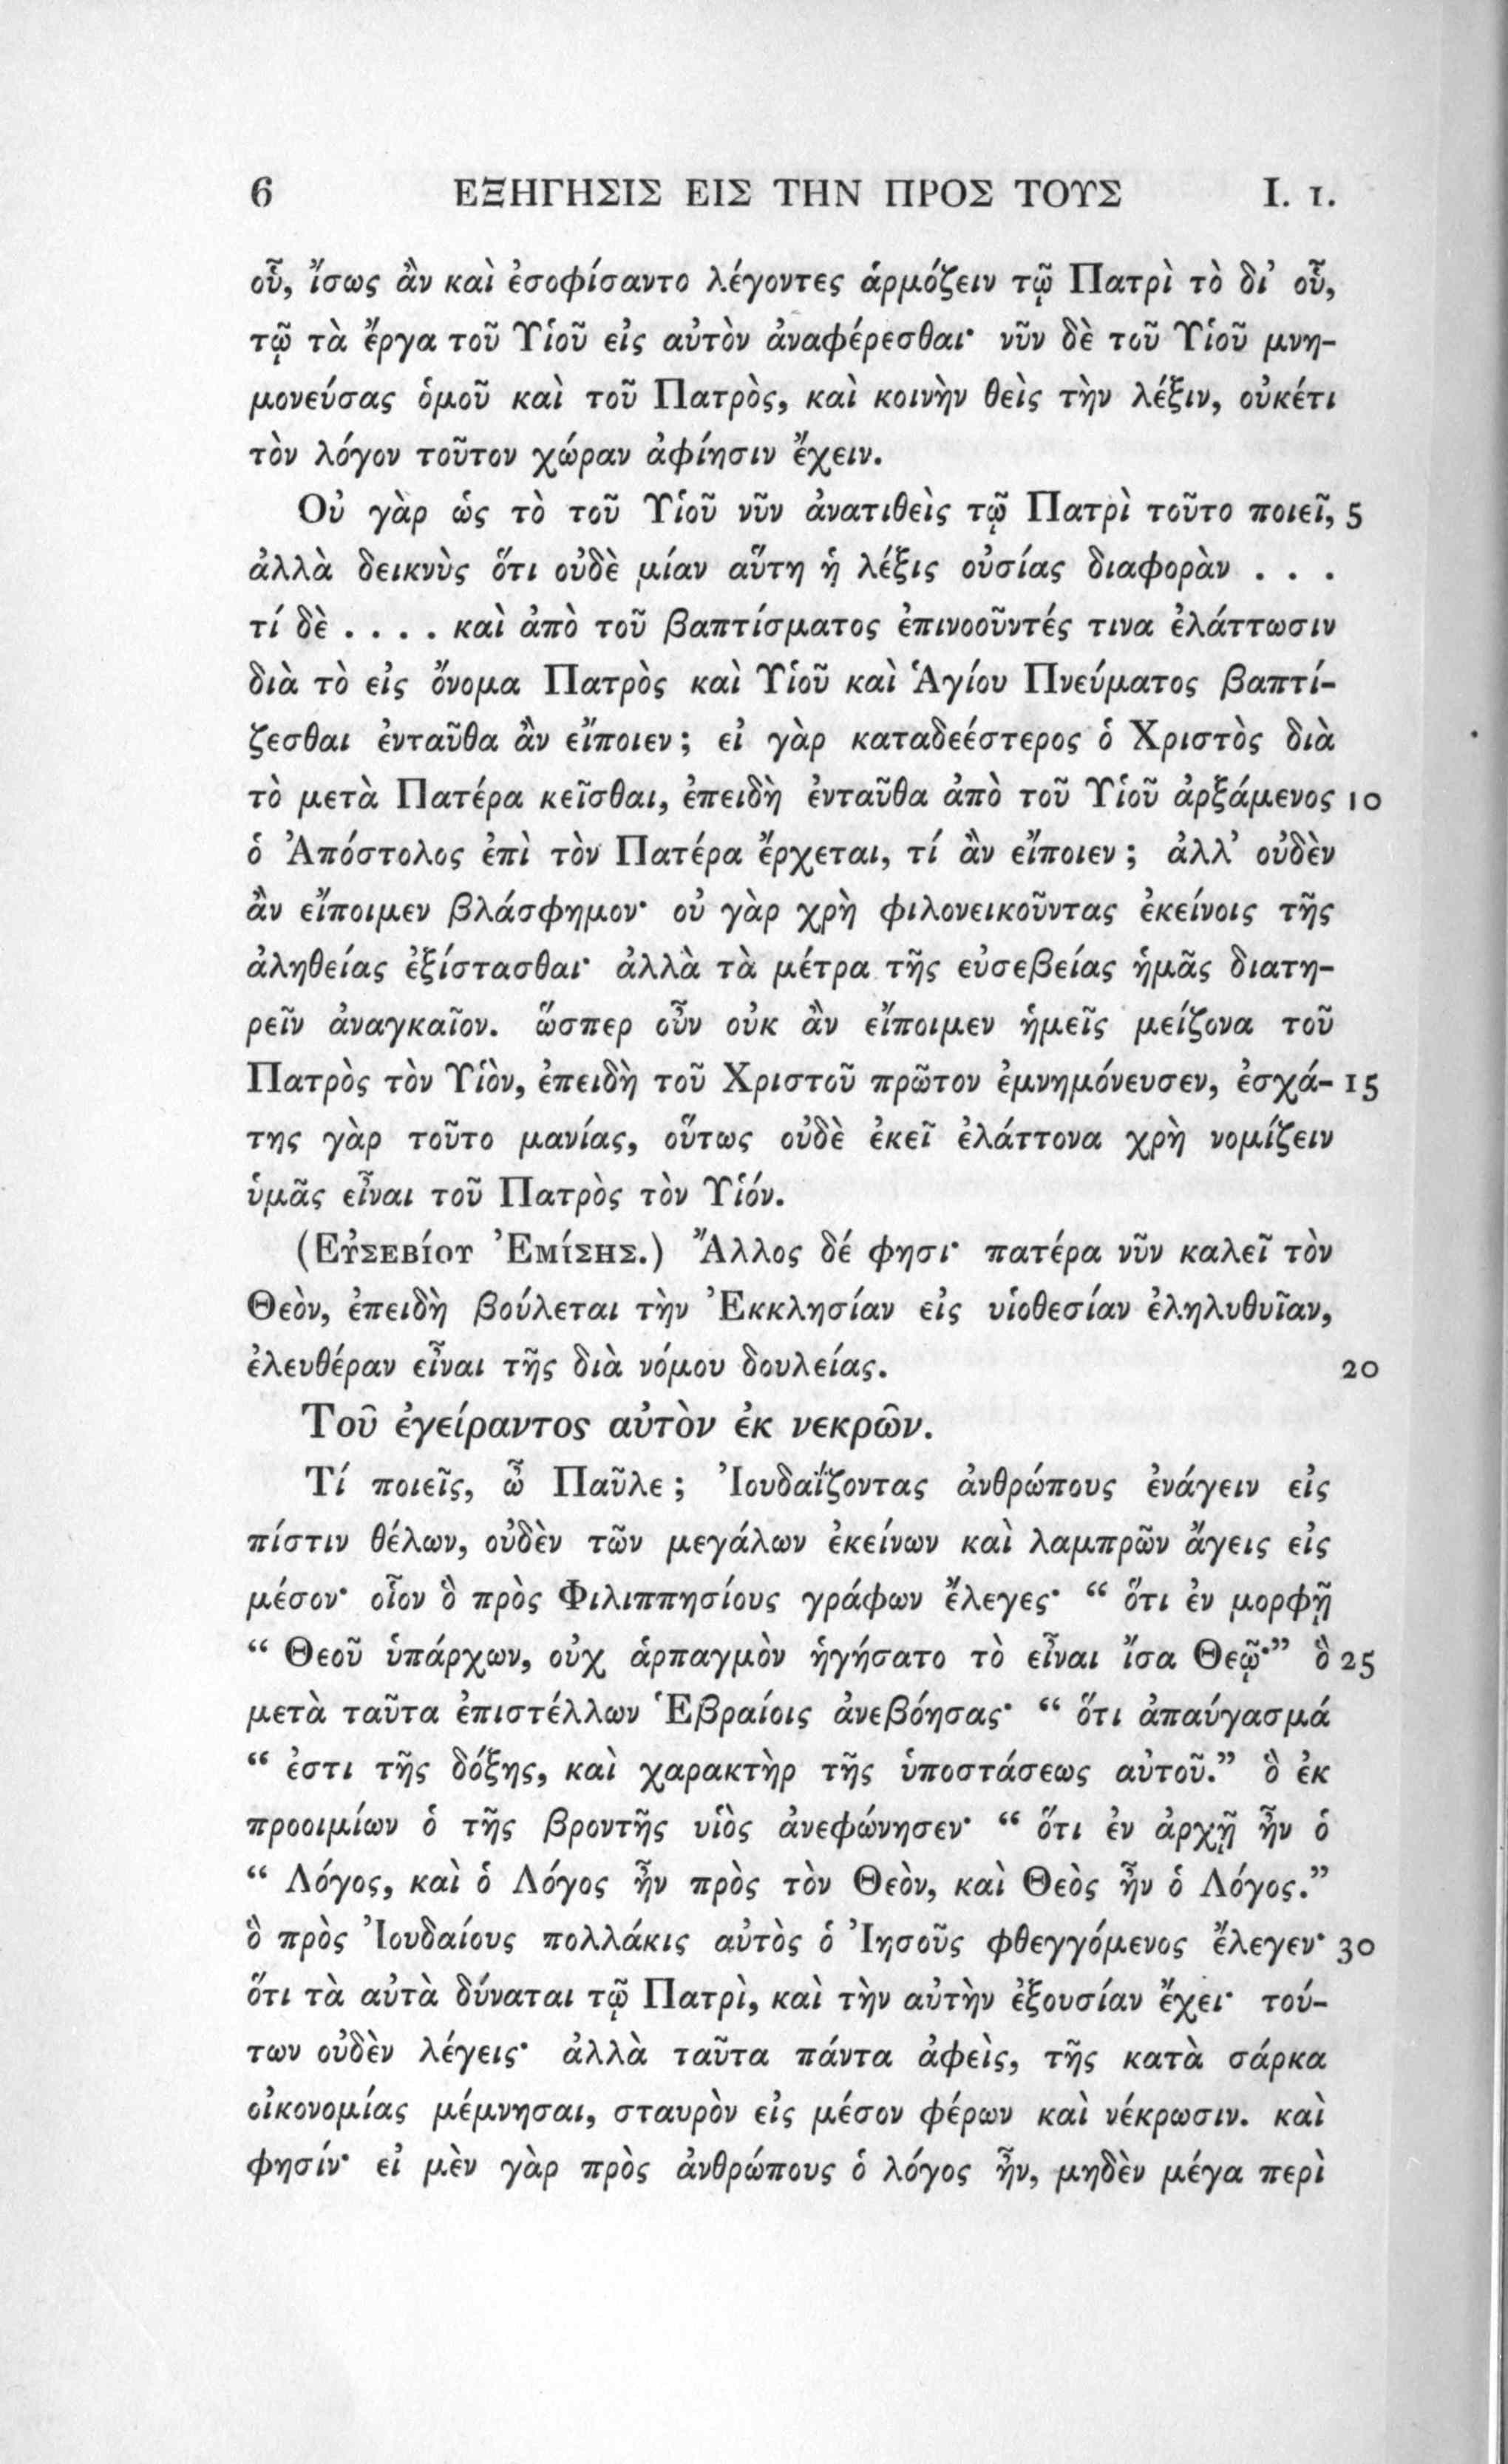 6 ΕΞΗΓΗΣΙΣ ΕΙΣ ΤΗΝ ΠΡΟΣ ΤΟΥΣ I. 1.
οὗ, ἴσως ἂν καὶ ἐσοφίσαντο λέγοντες ἁρμόζειν τῷ Πατρὶ τὸ δι’ οὗ,
τῷ τὰ ἔργα τοῦ Υἱοῦ εἰς αὐτὸν ἀναφέρεσθαι· νῦν δὲ τοῦ Υἱοῦ μνη-
μονεύσας ὁμοῦ καὶ τοῦ Πατρὸς, καὶ κοινὴν θεὶς τὴν λέξιν, οὐκέτι
τὸν λόγον τοῦτον χώραν ἀφίησιν ἔχειν.
Οὐ γὰρ ὡς τὸ τοῦ Υἱοῦ νῦν ἀνατιθεὶς τῷ Πατρὶ τοῦτο ποιεῖ, 5
ἀλλὰ δεικνὺς ὅτι οὐδὲ μίαν αὕτη ἡ λέξις οὐσίας διαφορὰν . . .
τί δὲ . . . . καὶ ἀπὸ τοῦ βαπτίσματος ἐπινοοῦντές τινα ἐλάττωσιν
διὰ τὸ εἰς ὄνομα Πατρὸς καὶ Υἱοῦ καὶ Ἁγίου Πνεύματος βαπτί-
ζεσθαι ἐνταῦθα ἂν εἴποιεν; εἰ γὰρ καταδεέστερος ὁ Χριστὸς διὰ
τὸ μετὰ Πατέρα κεῖσθαι, ἐπειδὴ ἐνταῦθα ἀπὸ τοῦ Υἱοῦ ἀρξάμενος 10
ὁ Ἀπόστολος ἐπὶ τὸν Πατέρα ἔρχεται, τί ἂν εἴποιεν; ἀλλ’ οὐδὲν
ἂν εἴποιμεν βλάσφημον· οὐ γὰρ χρὴ φιλονεικοῦντας ἐκείνοις τῆς
ἀληθείας ἐξίστασθαι· ἀλλὰ τὰ μέτρα τῆς εὐσεβείας ἡμᾶς διατη-
ρεῖν ἀναγκαῖον. ὥσπερ οὖν οὐκ ἂν εἴποιμεν ἡμεῖς μείζονα τοῦ
Πατρὸς τὸν Υἱὸν, ἐπειδὴ τοῦ Χριστοῦ πρῶτον ἐμνημόνευσεν, ἐσχά- 15
της γὰρ τοῦτο μανίας, οὕτως οὐδὲ ἐκεῖ ἐλάττονα χρὴ νομίζειν
ὑμᾶς εἶναι τοῦ Πατρὸς τὸν Υἱόν.
(Εὐσεβίου Ἐμίσης.) Ἄλλος δέ φησι· πατέρα νῦν καλεῖ τὸν
Θεὸν, ἐπειδὴ βούλεται τὴν Ἐκκλησίαν εἰς υἱοθεσίαν ἐληλυθυῖαν,
ἐλευθέραν εἶναι τῆς διὰ νόμου δουλείας. 20
Τοῦ ἐγείραντος αὐτὸν ἐκ νεκρῶν.
Τί ποιεῖς, ὦ Παῦλε; Ἰουδαΐζοντας ἀνθρώπους ἐνάγειν εἰς
πίστιν θέλων, οὐδὲν τῶν μεγάλων ἐκείνων καὶ λαμπρῶν ἄγεις εἰς
μέσον· οἷον ὃ πρὸς Φιλιππησίους γράφων ἔλεγες· “ ὅτι ἐν μορφῇ
“ Θεοῦ ὑπάρχων, οὐχ ἁρπαγμὸν ἡγήσατο τὸ εἶναι ἴσα Θεῷ·” ὃ 25
μετὰ ταῦτα ἐπιστέλλων Ἑβραίοις ἀνεβόησας· “ ὅτι ἀπαύγασμά
“ ἐστι τῆς δόξης, καὶ χαρακτὴρ τῆς ὑποστάσεως αὐτοῦ.” ὃ ἐκ
προοιμίων ὁ τῆς βροντῆς υἱὸς ἀνεφώνησεν· “ ὅτι ἐν ἀρχῇ ἦν ὁ
“ Λόγος, καὶ ὁ Λόγος ἦν πρὸς τὸν Θεὸν, καὶ Θεὸς ἦν ὁ Λόγος.”
ὃ πρὸς Ἰουδαίους πολλάκις αὐτὸς ὁ Ἰησοῦς φθεγγόμενος ἔλεγεν· 30
ὅτι τὰ αὐτὰ δύναται τῷ Πατρὶ, καὶ τὴν αὐτὴν ἐξουσίαν ἔχει· τού-
των οὐδὲν λέγεις· ἀλλὰ ταῦτα πάντα ἀφεὶς, τῆς κατὰ σάρκα
οἰκονομίας μέμνησαι, σταυρὸν εἰς μέσον φέρων καὶ νέκρωσιν. καὶ
φησίν· εἰ μὲν γὰρ πρὸς ἀνθρώπους ὁ λόγος ἦν, μηδὲν μέγα περὶ